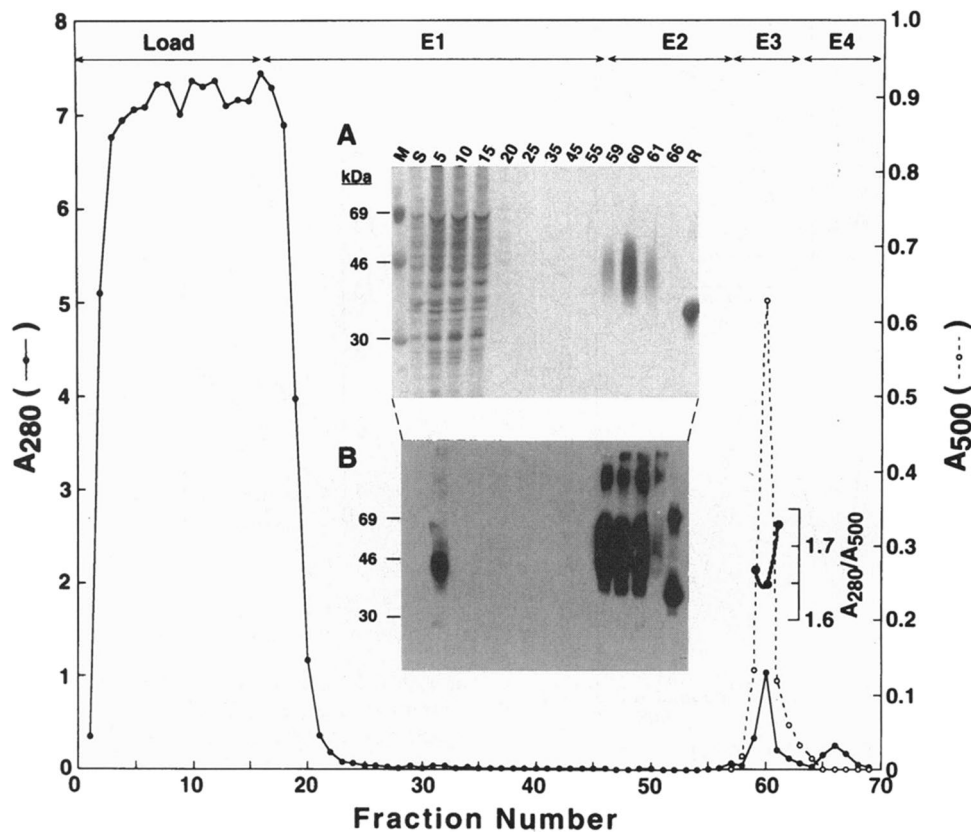 Load E1 E2 E3 E4
8
7
6
5
4
3
2
1
0
A280 (—)
1.0
0.9
0.8
0.7
0.6
0.5
0.4
0.3
0.2
0.1
0
A500 (---)
A
M S 5 10 15 20 25 35 45 55 59 60 61 66 R
kDa
69
46
30
B
69
46
30
1.7
1.6
A280/A500
0 10 20 30 40 50 60 70
Fraction Number